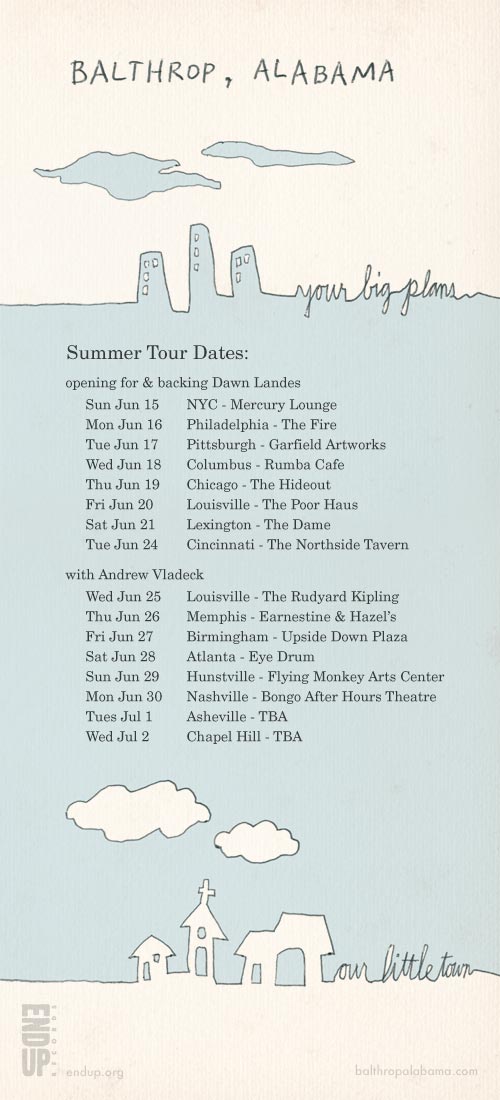 BALTHROP, ALABAMA
your big plans
Summer Tour Dates:
opening for & backing Dawn Landes
Sun Jun 15 NYC - Mercury Lounge
Mon Jun 16 Philadelphia - The Fire
Tue Jun 17 Pittsburgh - Garfield Artworks
Wed Jun 18 Columbus - Rumba Cafe
Thu Jun 19 Chicago - The Hideout
Fri Jun 20 Louisville - The Poor Haus
Sat Jun 21 Lexington - The Dame
Tue Jun 24 Cincinnati - The Northside Tavern
with Andrew Vladeck
Wed Jun 25 Louisville - The Rudyard Kipling
Thu Jun 26 Memphis - Earnestine & Hazel's
Fri Jun 27 Birmingham - Upside Down Plaza
Sat Jun 28 Atlanta - Eye Drum
Sun Jun 29 Hunstville - Flying Monkey Arts Center
Mon Jun 30 Nashville - Bongo After Hours Theatre
Tues Jul 1 Asheville - TBA
Wed Jul 2 Chapel Hill - TBA
our little town
END UP
RECORDS
endup.org
balthropalabama.com